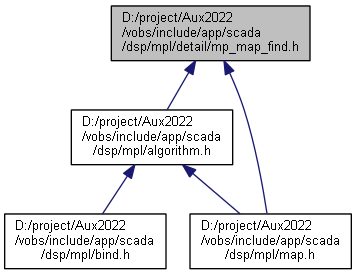 D:/project/Aux2022
/vobs/include/app/scada
/dsp/mpl/detail/mp_map_find.h
D:/project/Aux2022
/vobs/include/app/scada
/dsp/mpl/algorithm.h
D:/project/Aux2022
/vobs/include/app/scada
/dsp/mpl/bind.h
D:/project/Aux2022
/vobs/include/app/scada
/dsp/mpl/map.h